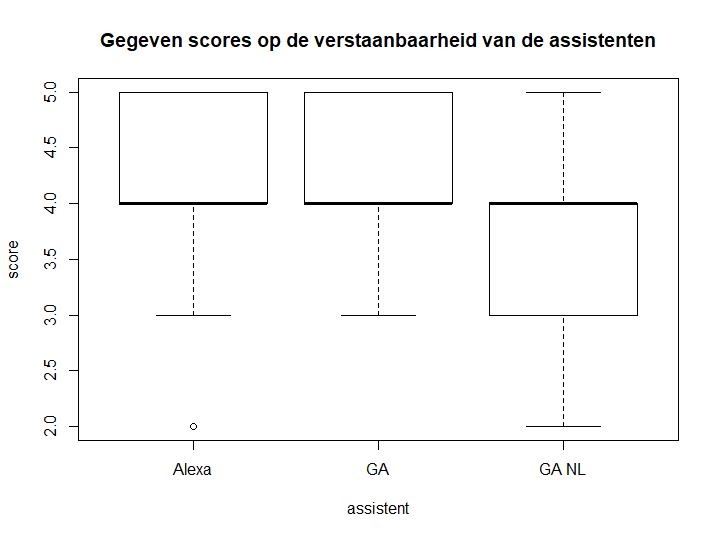 Gegeven scores op de verstaanbaarheid van de assistenten
5.0
4.5
4.0
3.5
3.0
2.5
2.0
score
Alexa
GA
GA NL
assistent